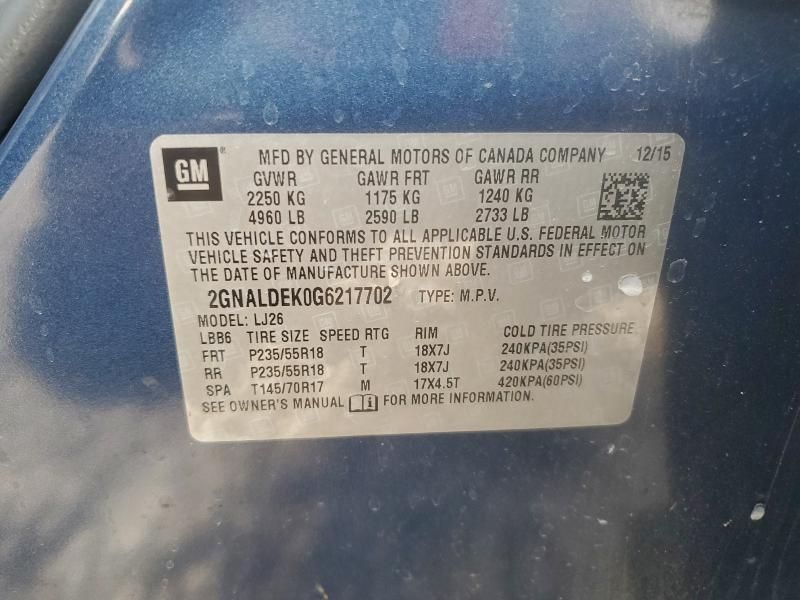 GM MFD BY GENERAL MOTORS OF CANADA COMPANY 12/15
GVWR GAWR FRT GAWR RR
2250 KG 1175 KG 1240 KG
4960 LB 2590 LB 2733 LB
THIS VEHICLE CONFORMS TO ALL APPLICABLE U.S. FEDERAL MOTOR
VEHICLE SAFETY AND THEFT PREVENTION STANDARDS IN EFFECT ON
THE DATE OF MANUFACTURE SHOWN ABOVE.
2GNALDEK0G6217702 TYPE: M.P.V.
MODEL: LJ26
LBB6 TIRE SIZE SPEED RTG RIM COLD TIRE PRESSURE
FRT P235/55R18 T 18X7J 240KPA(35PSI)
RR P235/55R18 T 18X7J 240KPA(35PSI)
SPA T145/70R17 M 17X4.5T 420KPA(60PSI)
SEE OWNER'S MANUAL FOR MORE INFORMATION.